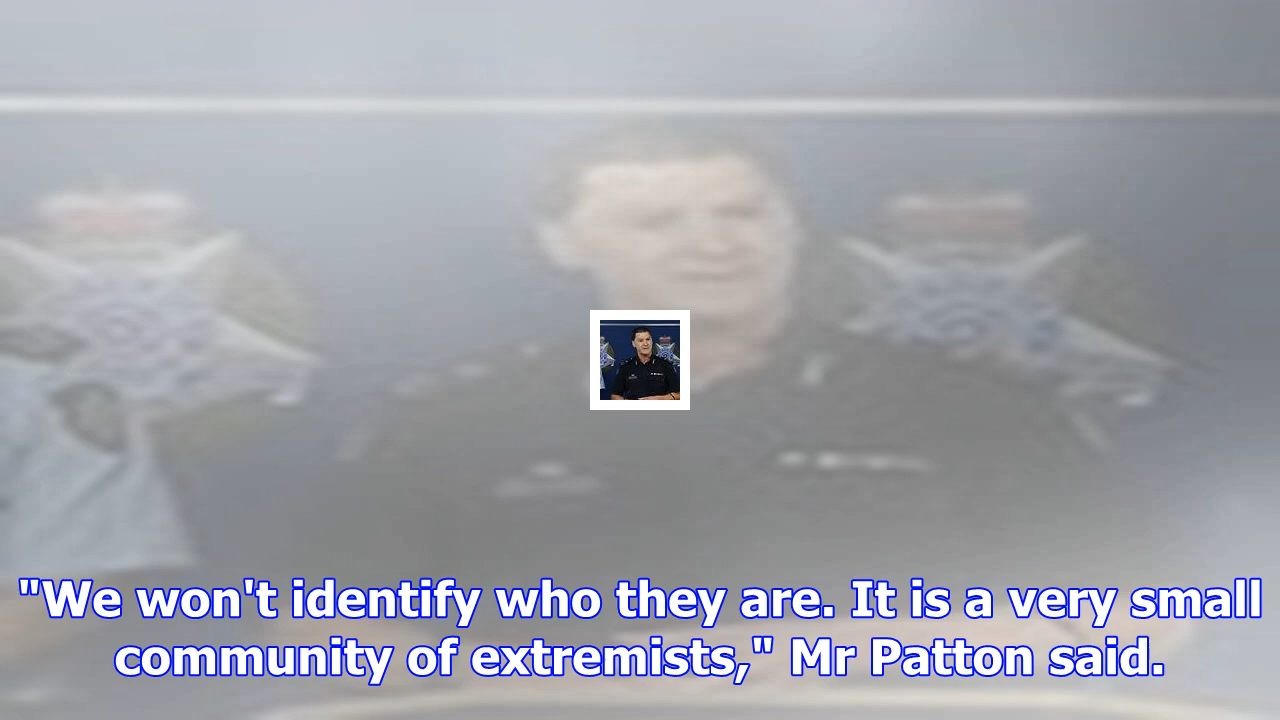 "We won't identify who they are. It is a very small
community of extremists," Mr Patton said.